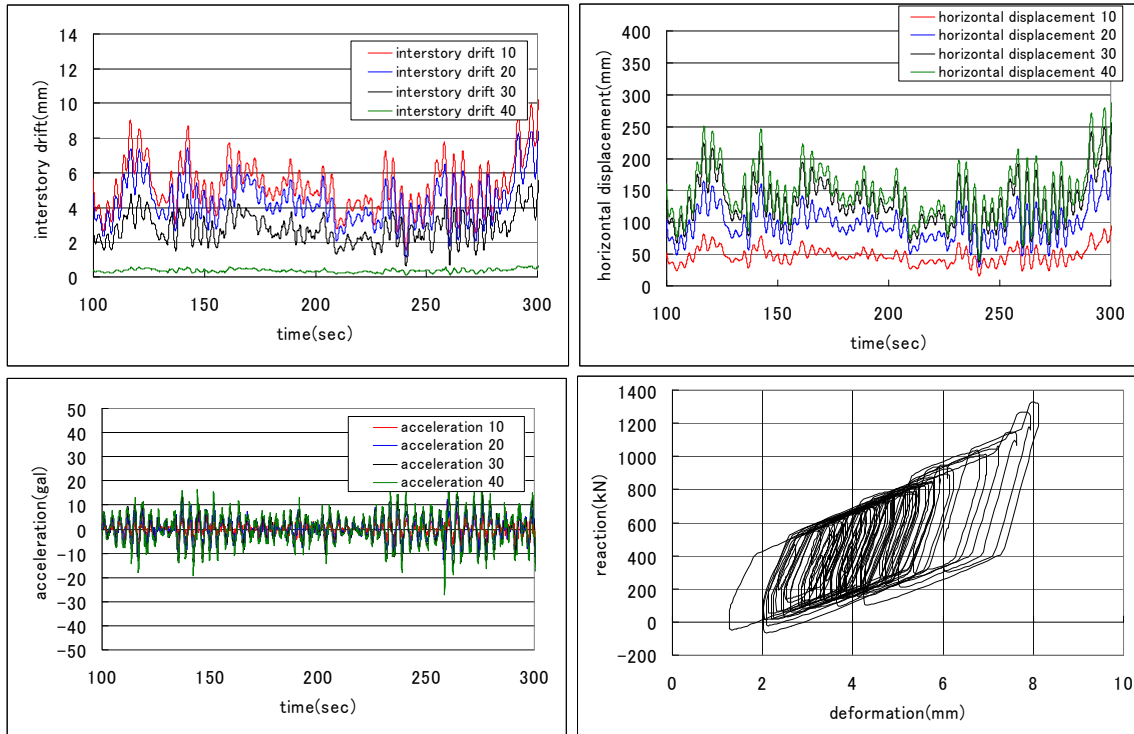 14
12
10
8
6
4
2
0
interstory drift(mm)
interstory drift 10
interstory drift 20
interstory drift 30
interstory drift 40
100
150
200
250
300
time(sec)
400
350
300
250
200
150
100
50
0
horizontal displacement(mm)
horizontal displacement 10
horizontal displacement 20
horizontal displacement 30
horizontal displacement 40
100
150
200
250
300
time(sec)
50
40
30
20
10
0
-10
-20
-30
-40
-50
acceleration(gal)
acceleration 10
acceleration 20
acceleration 30
acceleration 40
100
150
200
250
300
time(sec)
1400
1200
1000
800
600
400
200
0
-200
reaction(kN)
0
2
4
6
8
10
deformation(mm)